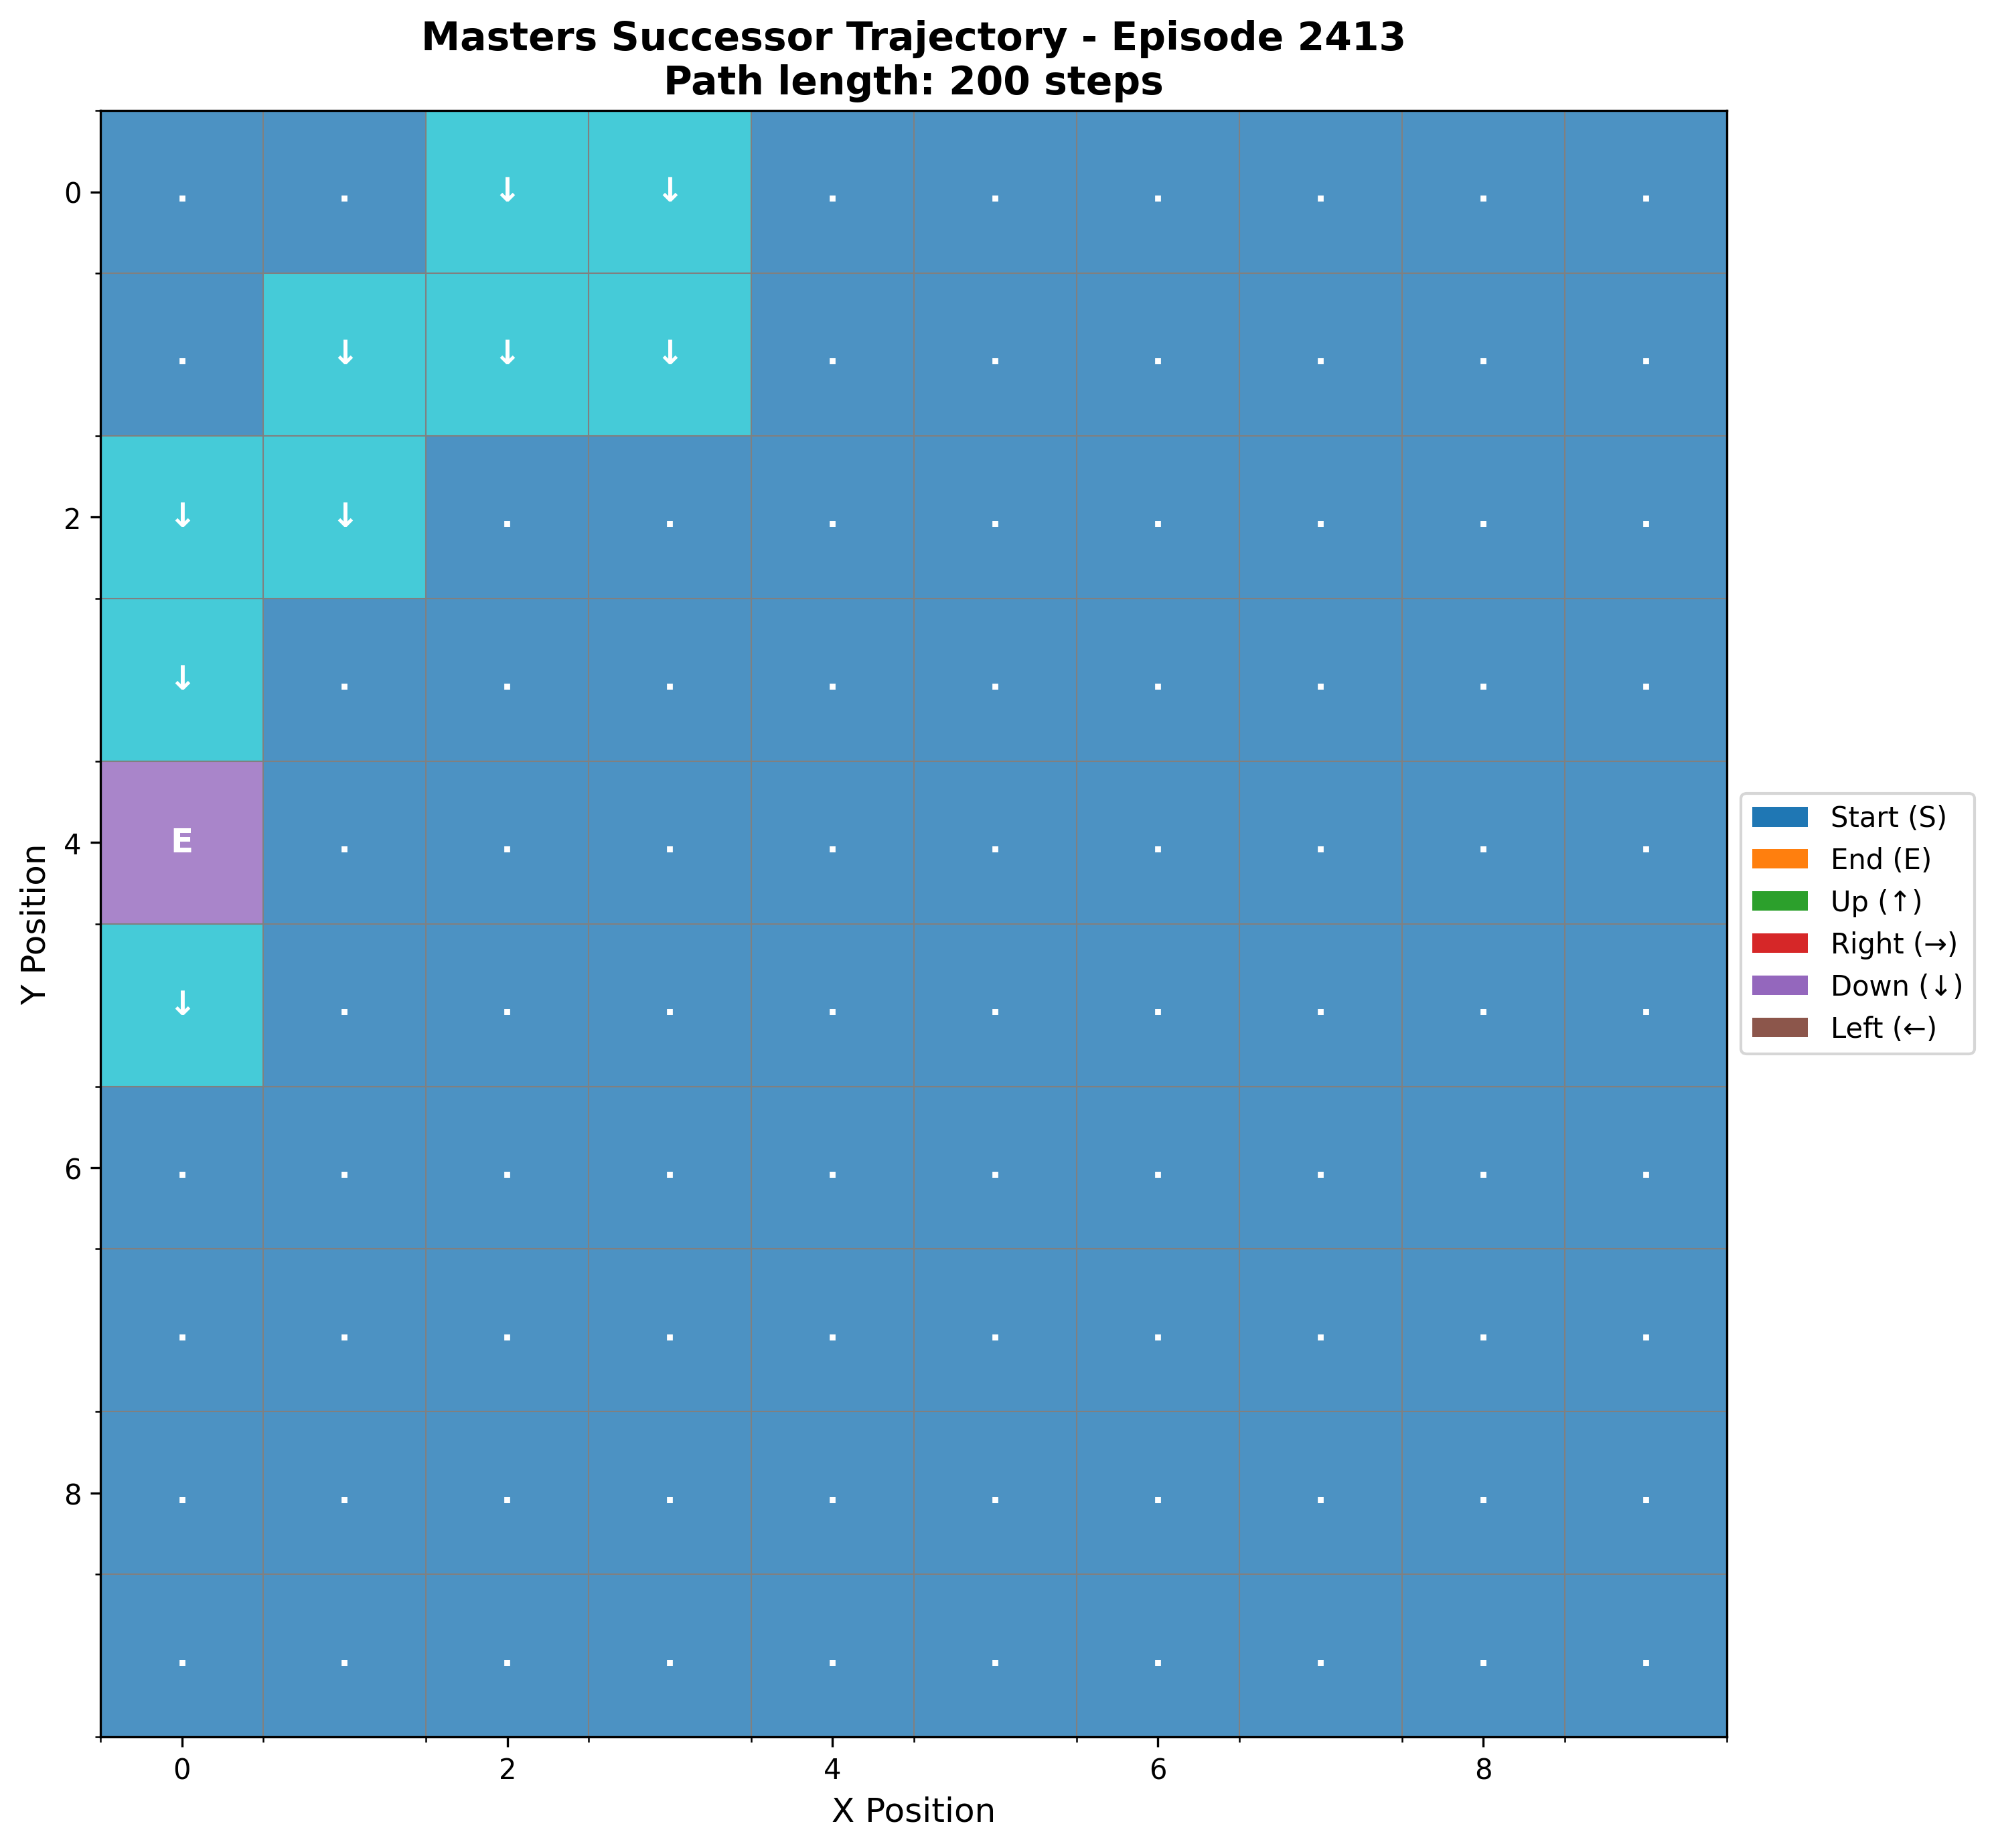 Masters Successor Trajectory - Episode 2413
Path length: 200 steps
0 . . ↓ ↓ . . . . . .
. ↓ ↓ ↓ . . . . . .
2 ↓ ↓ . . . . . . . .
↓ . . . . . . . . .
4 E . . . . . . . . .
↓ . . . . . . . . .
6 . . . . . . . . . .
. . . . . . . . . .
8 . . . . . . . . . .
. . . . . . . . . .
0 2 4 6 8
X Position
Y Position
Start (S)
End (E)
Up (↑)
Right (→)
Down (↓)
Left (←)